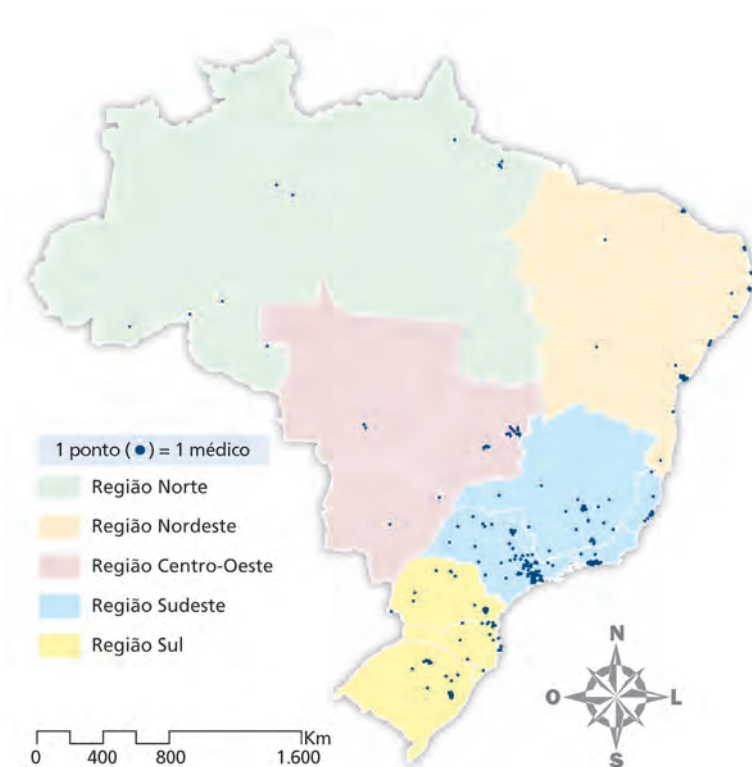 1 ponto (•) = 1 médico
Região Norte
Região Nordeste
Região Centro-Oeste
Região Sudeste
Região Sul
N
O
L
S
Km
0 400 800 1.600